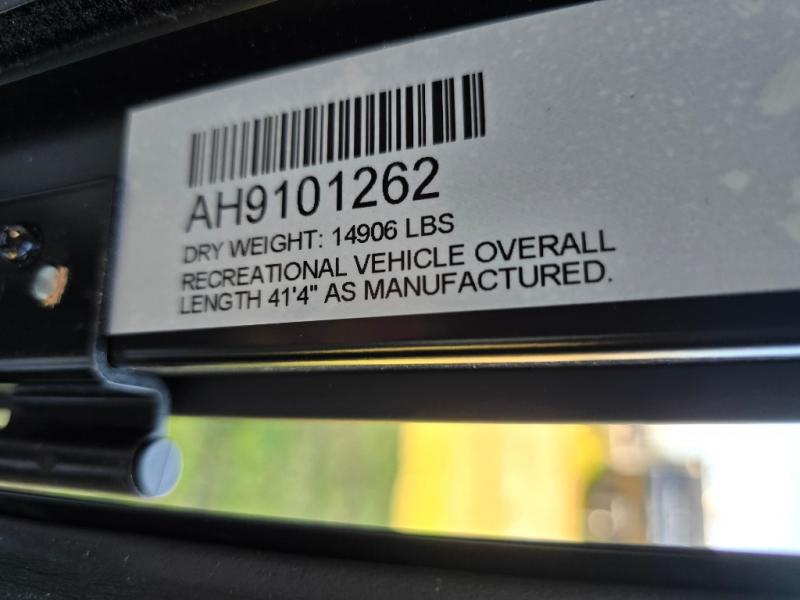 AH9101262
DRY WEIGHT: 14906 LBS
RECREATIONAL VEHICLE OVERALL
LENGTH 41'4" AS MANUFACTURED.